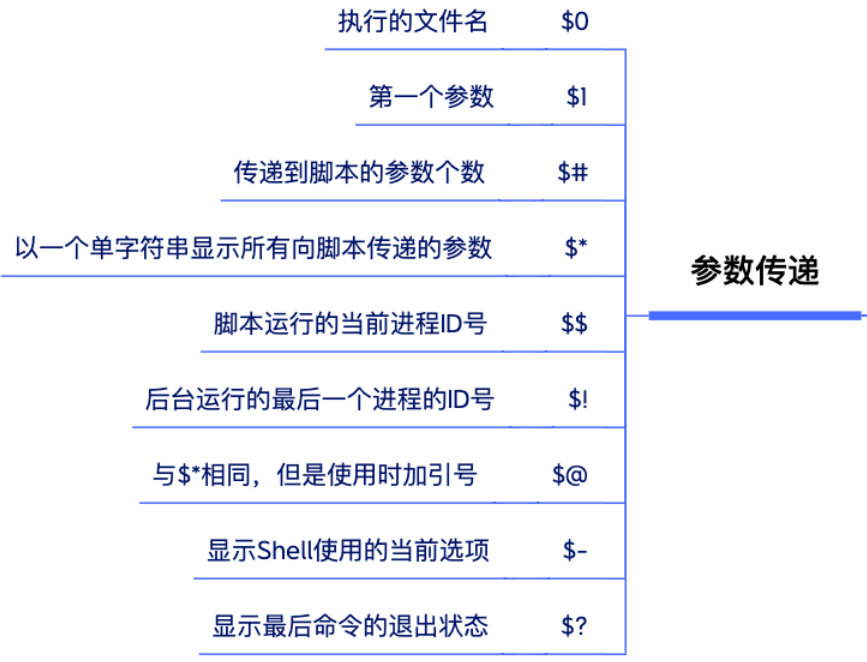 执行的文件名 $0
第一个参数 $1
传递到脚本的参数个数 $#
以一个单字符串显示所有向脚本传递的参数 $*
参数传递
脚本运行的当前进程ID号 $$
后台运行的最后一个进程的ID号 $!
与$*相同，但是使用时加引号 $@
显示Shell使用的当前选项 $-
显示最后命令的退出状态 $?